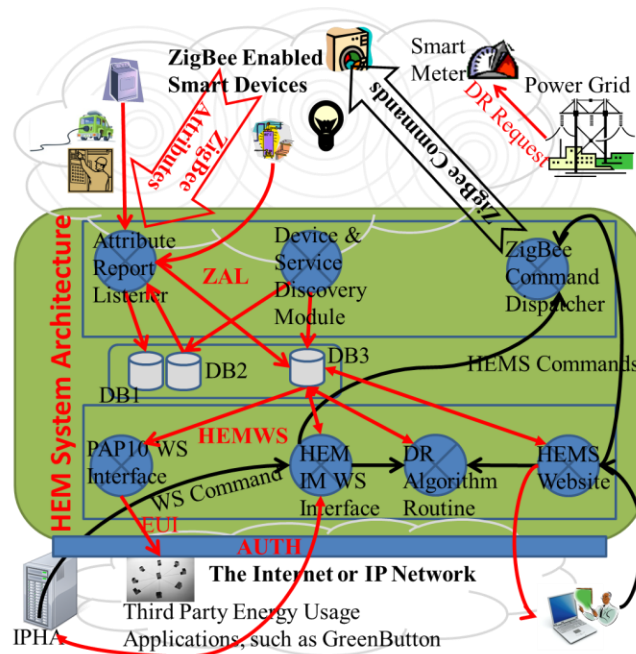 ZigBee Enabled
Smart Devices
Smart
Meter
Power Grid
DR Request
ZigBee
Attributes
ZigBee Commands
HEM System Architecture
Attribute
Report
Listener
ZAL
Device &
Service
Discovery
Module
ZigBee
Command
Dispatcher
DB1
DB2
DB3
HEMS Commands
HEMWS
PAP10 WS
Interface
WS Command
HEM
IM WS
Interface
DR
Algorithm
Routine
HEMS
Website
EUI
AUTH
The Internet or IP Network
IPHA
Third Party Energy Usage
Applications, such as GreenButton